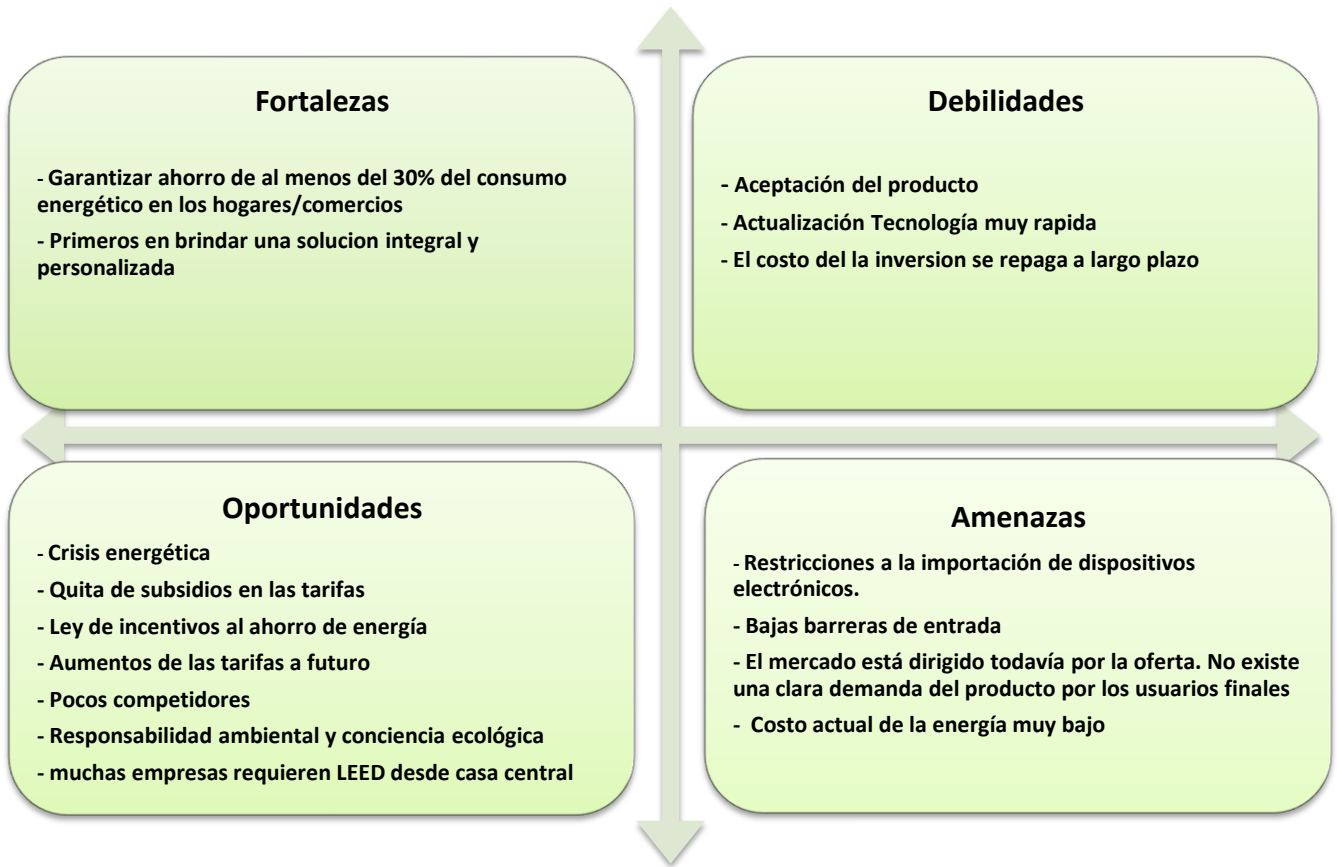 Fortalezas
- Garantizar ahorro de al menos del 30% del consumo
energético en los hogares/comercios
- Primeros en brindar una solucion integral y
personalizada
Debilidades
- Aceptación del producto
- Actualización Tecnología muy rapida
- El costo del la inversion se repaga a largo plazo
Oportunidades
- Crisis energética
- Quita de subsidios en las tarifas
- Ley de incentivos al ahorro de energía
- Aumentos de las tarifas a futuro
- Pocos competidores
- Responsabilidad ambiental y conciencia ecológica
- muchas empresas requieren LEED desde casa central
Amenazas
- Restricciones a la importación de dispositivos
electrónicos.
- Bajas barreras de entrada
- El mercado está dirigido todavía por la oferta. No existe
una clara demanda del producto por los usuarios finales
- Costo actual de la energía muy bajo